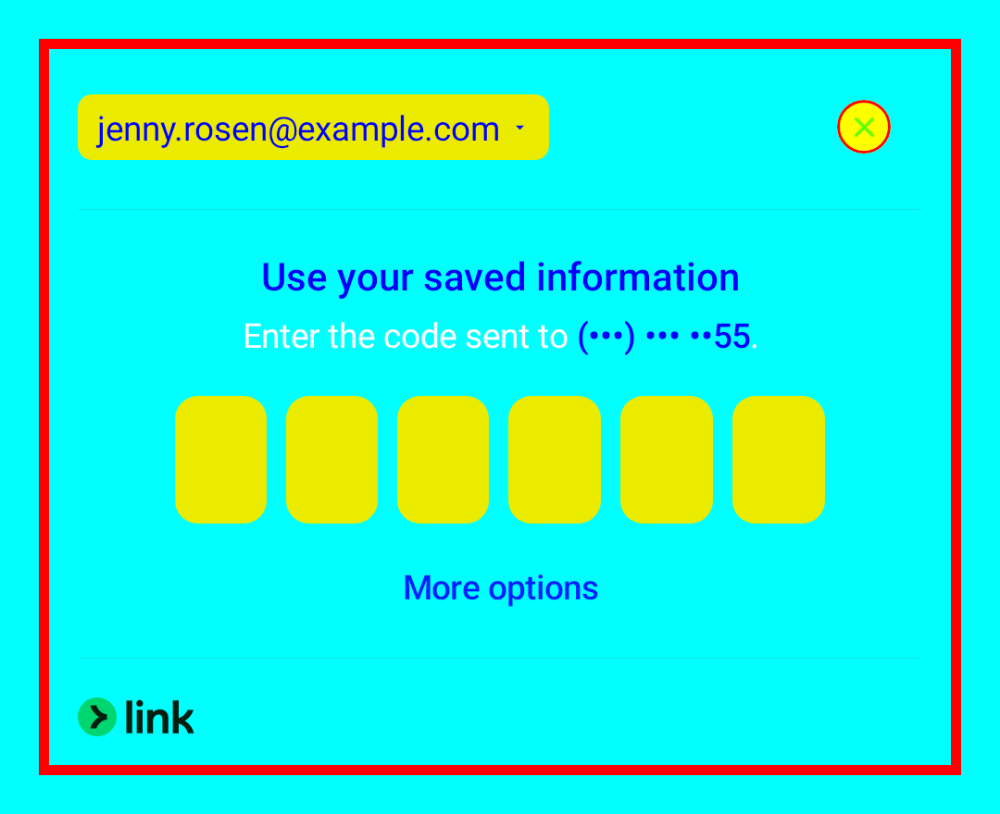 jenny.rosen@example.com
Use your saved information
Enter the code sent to (•••) ••• ••55.
More options
link